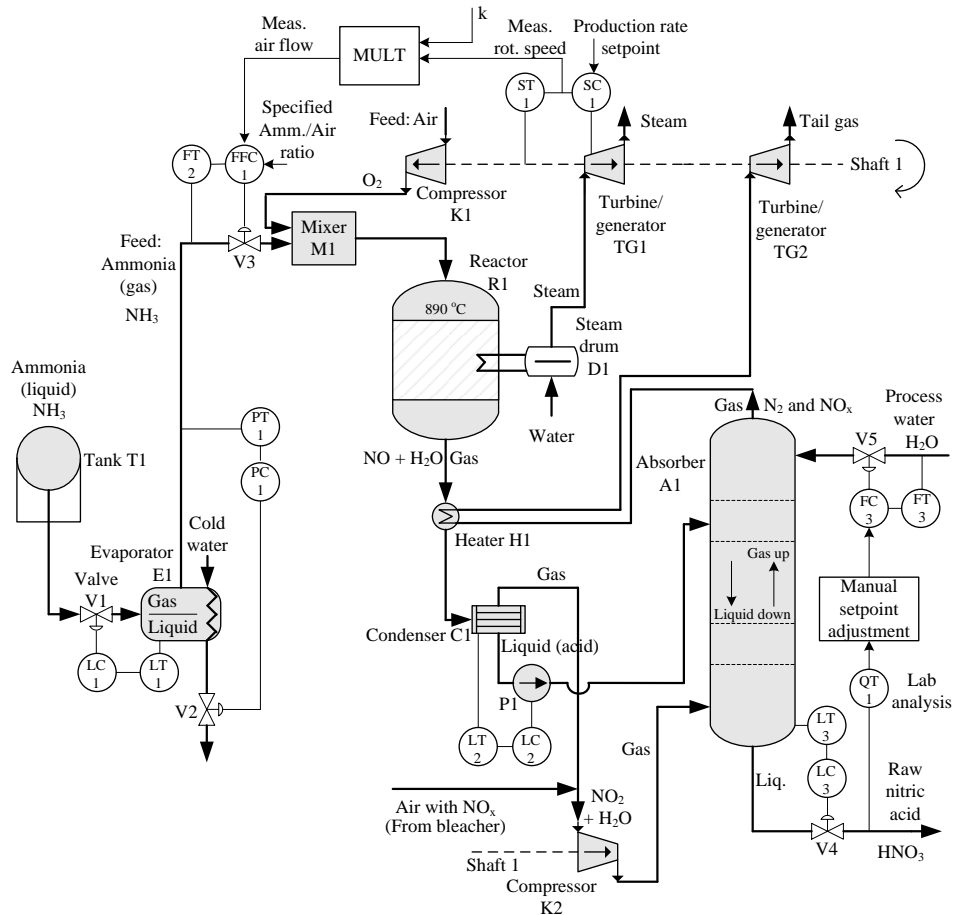 k
Meas.
air flow
MULT
Meas.
rot. speed
Production rate
setpoint
ST
1
SC
1
Specified
Amm./Air
ratio
Feed: Air
Steam
Tail gas
FT
2
FFC
1
Shaft 1
O2
Compressor
K1
Turbine/
generator
TG1
Turbine/
generator
TG2
Mixer
M1
V3
Feed:
Ammonia
(gas)
NH3
Reactor
R1
890 °C
Steam
Steam
drum
D1
Water
Ammonia
(liquid)
NH3
Tank T1
PT
1
PC
1
NO + H2O
Gas
Heater H1
Gas
N2 and NOx
Process
water
H2O
V5
Absorber
A1
FC
3
FT
3
Gas up
Liquid down
Manual
setpoint
adjustment
Cold
water
Evaporator
E1
Valve
V1
Gas
Liquid
LC
1
LT
1
V2
Gas
Condenser C1
Liquid (acid)
P1
LT
2
LC
2
QT
1
Lab
analysis
LT
3
LC
3
Gas
Liq.
Raw
nitric
acid
V4
HNO3
Air with NOx
(From bleacher)
NO2
+ H2O
Shaft 1
Compressor
K2